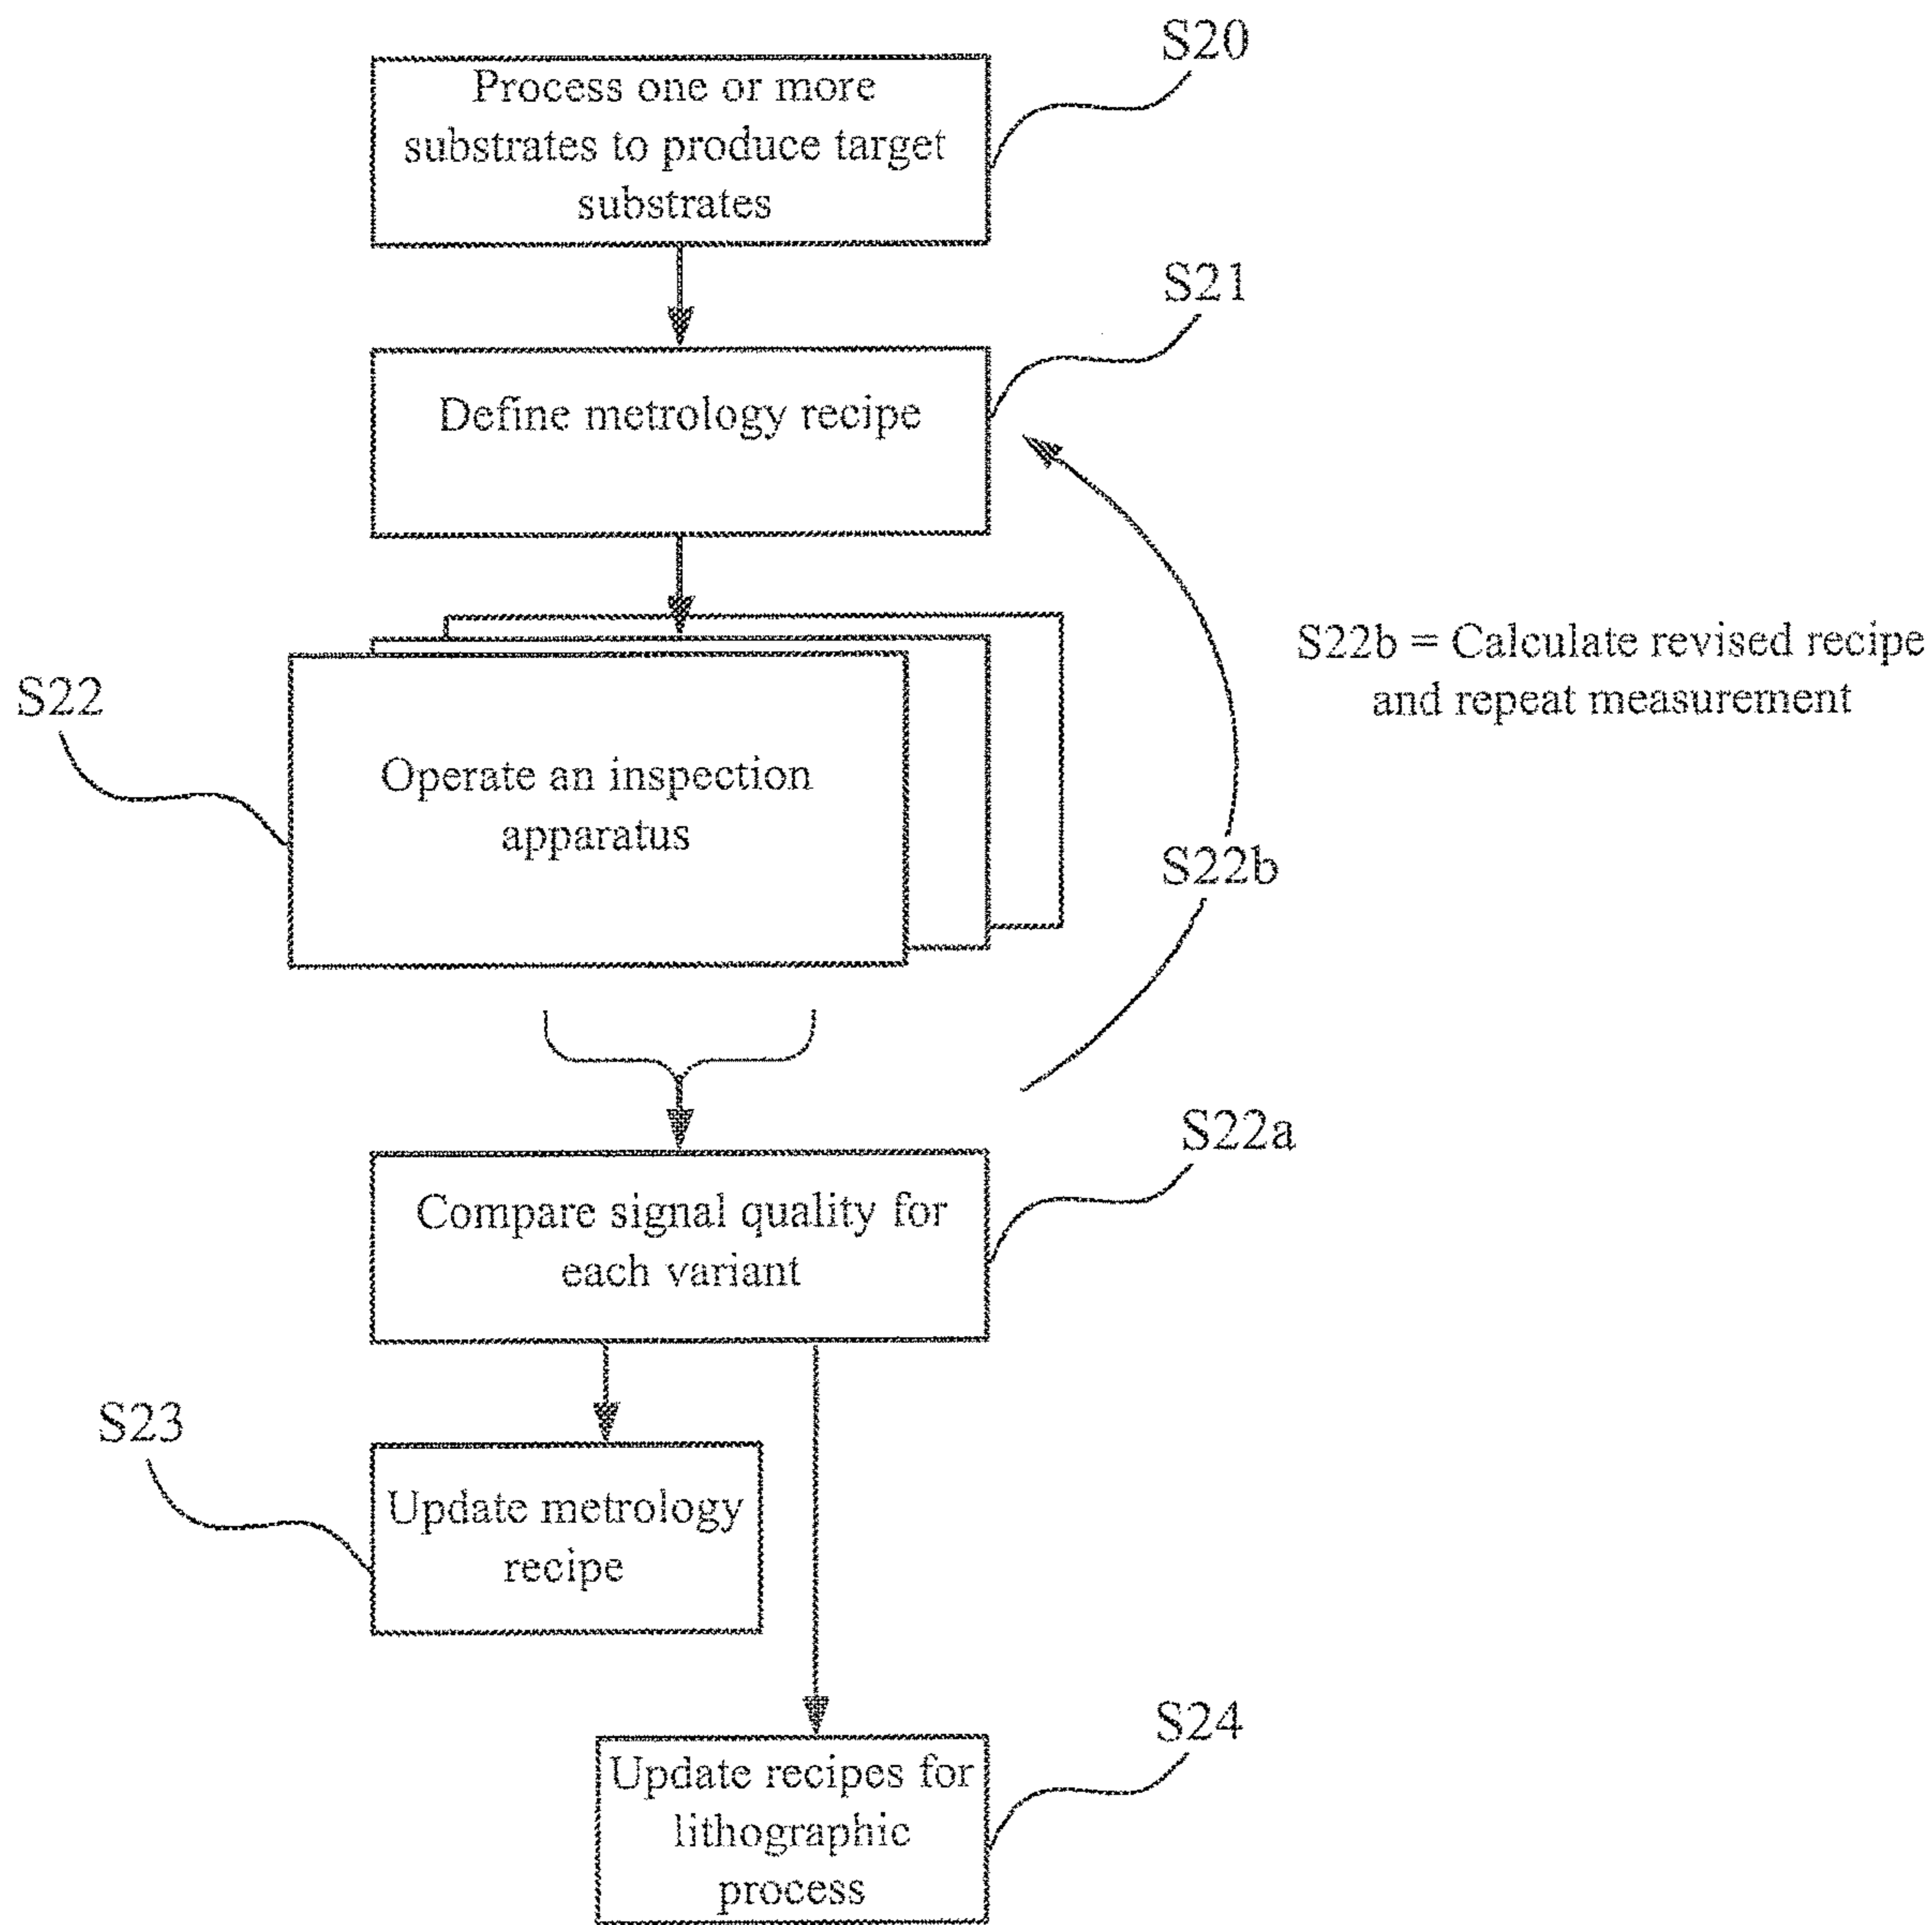 S20
Process one or more
substrates to produce target
substrates
S21
Define metrology recipe
S22b = Calculate revised recipe
and repeat measurement
S22
Operate an inspection
apparatus
S22b
S22a
Compare signal quality for
each variant
S23
Update metrology
recipe
S24
Update recipes for
lithographic
process